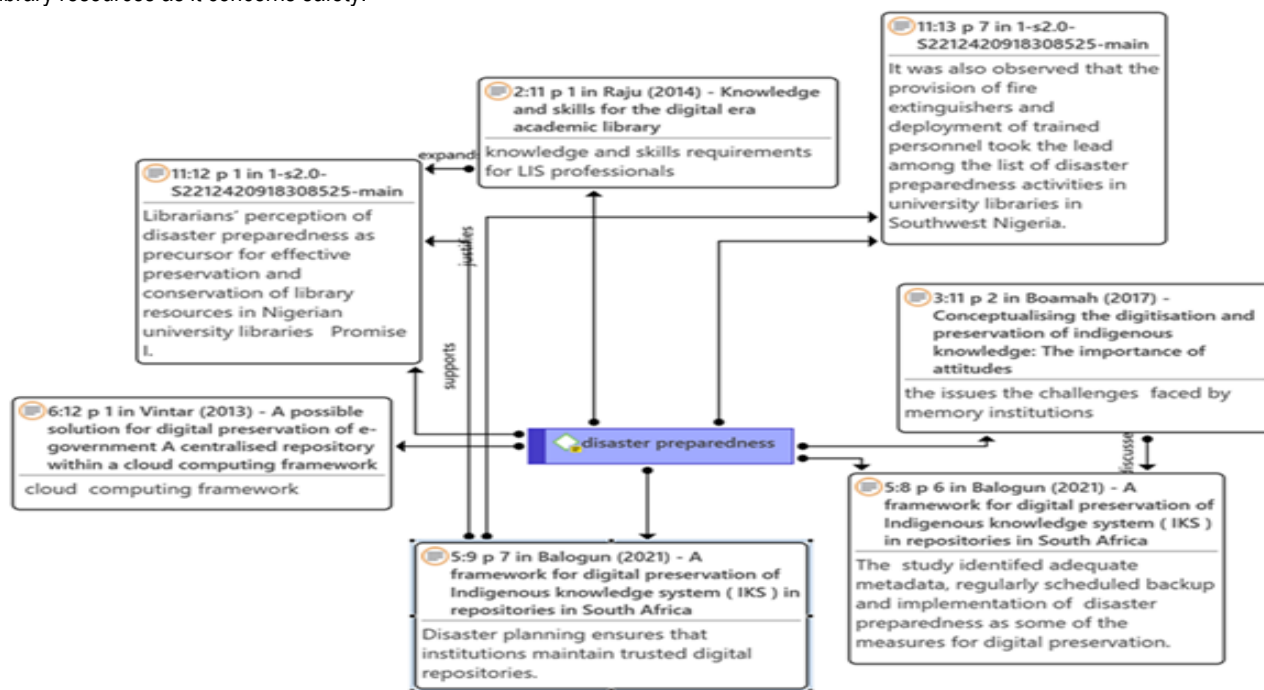 library resources as it concerns safety.
11:13 p 7 in 1-s2.0-
S2212420918308525-main
It was also observed that the
provision of fire
extinguishers and
deployment of trained
personnel took the lead
among the list of disaster
preparedness activities in
university libraries in
Southwest Nigeria.
2:11 p 1 in Raju (2014) - Knowledge
and skills for the digital era
academic library
knowledge and skills requirements
for LIS professionals
expand
11:12 p 1 in 1-s2.0-
S2212420918308525-main
Librarians' perception of
disaster preparedness as
precursor for effective
preservation and
conservation of library
resources in Nigerian
university libraries Promise
I.
justifies
supports
3:11 p 2 in Boamah (2017) -
Conceptualising the digitisation and
preservation of indigenous
knowledge: The importance of
attitudes
the issues the challenges faced by
memory institutions
6:12 p 1 in Vintar (2013) - A possible
solution for digital preservation of e-
government A centralised repository
within a cloud computing framework
cloud computing framework
disaster preparedness
discusse
5:8 p 6 in Balogun (2021) - A
framework for digital preservation of
Indigenous knowledge system ( IKS )
in repositories in South Africa
The study identifed adequate
metadata, regularly scheduled backup
and implementation of disaster
preparedness as some of the
measures for digital preservation.
5:9 p 7 in Balogun (2021) - A
framework for digital preservation of
Indigenous knowledge system ( IKS ) in
repositories in South Africa
Disaster planning ensures that
institutions maintain trusted digital
repositories.